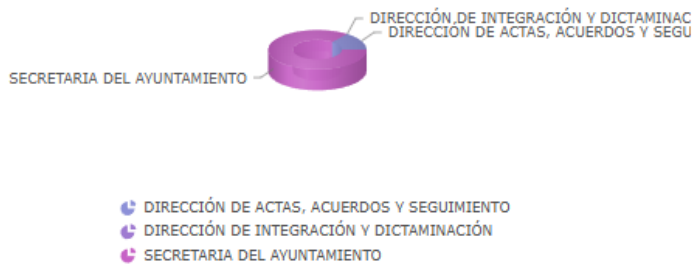 DIRECCIÓN DE INTEGRACIÓN Y DICTAMINAC
DIRECCIÓN DE ACTAS, ACUERDOS Y SEGU
SECRETARIA DEL AYUNTAMIENTO
DIRECCIÓN DE ACTAS, ACUERDOS Y SEGUIMIENTO
DIRECCIÓN DE INTEGRACIÓN Y DICTAMINACIÓN
SECRETARIA DEL AYUNTAMIENTO